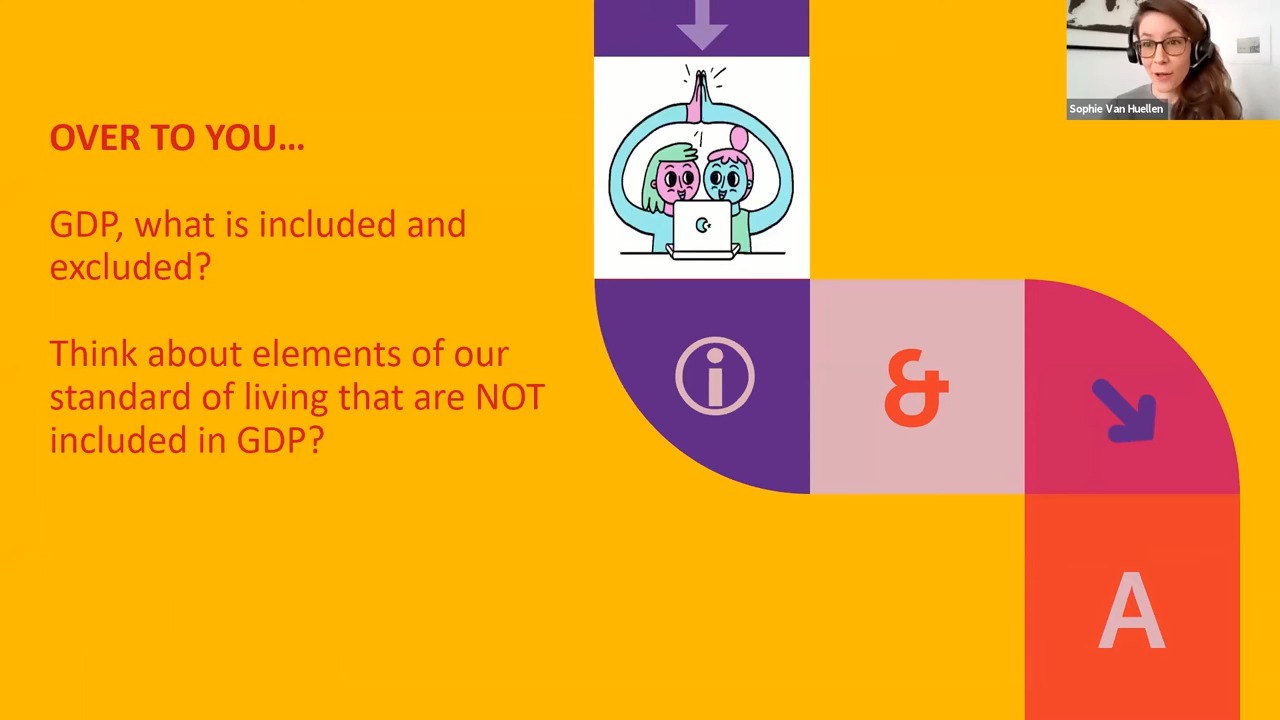 OVER TO YOU...
GDP, what is included and
excluded?
Think about elements of our
standard of living that are NOT
included in GDP?
Sophie Van Huellen
i
&
A